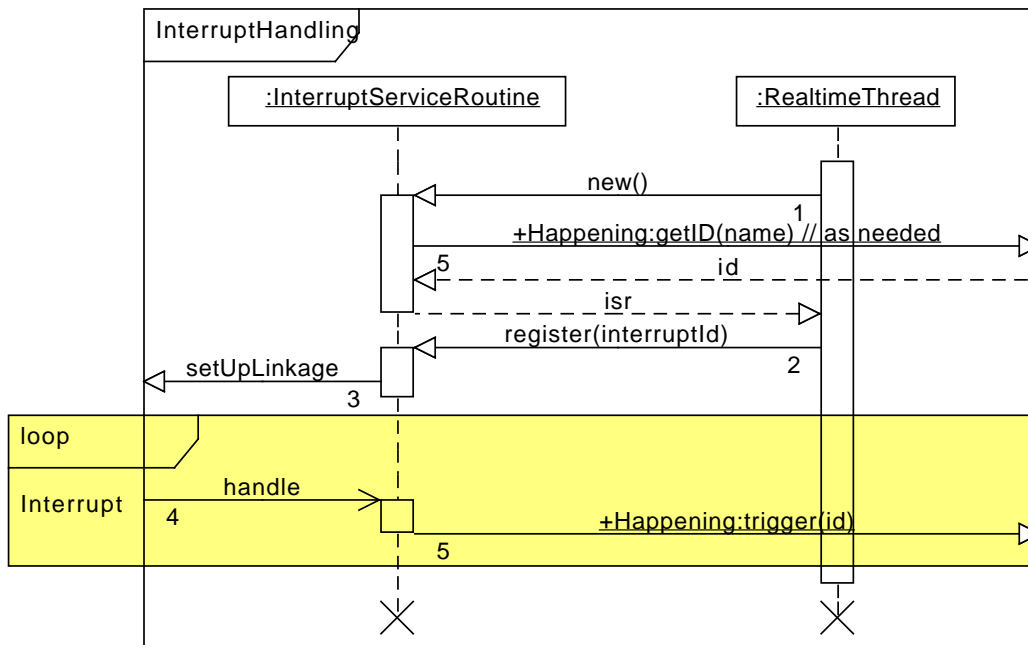 InterruptHandling
:InterruptServiceRoutine
:RealtimeThread
new()
1
+Happening:getID(name) // as needed
5
id
isr
register(interruptId)
2
setUpLinkage
3
loop
Interrupt
handle
4
+Happening:trigger(id)
5